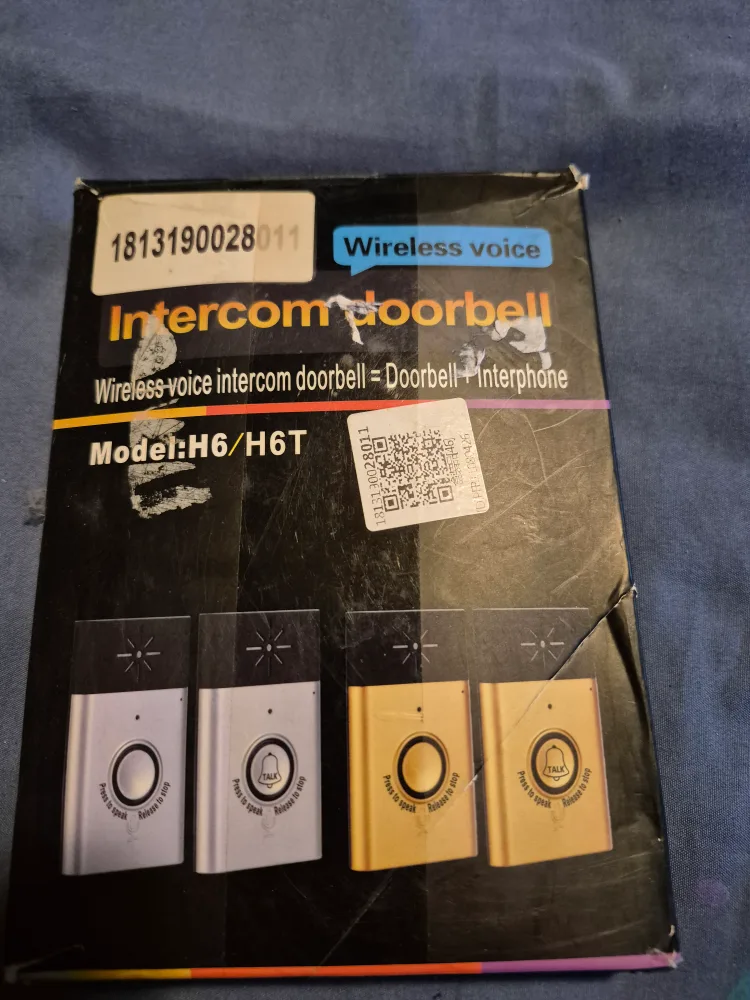 1813190028011
Wireless voice
Intercom doorbell
Wireless voice intercom doorbell = Doorbell + Interphone
Model:H6/H6T
1813190028011
Press to speak Release to stop
TALK
Press to speak Release to stop
Press to speak Release to stop
TALK
Press to speak Release to stop